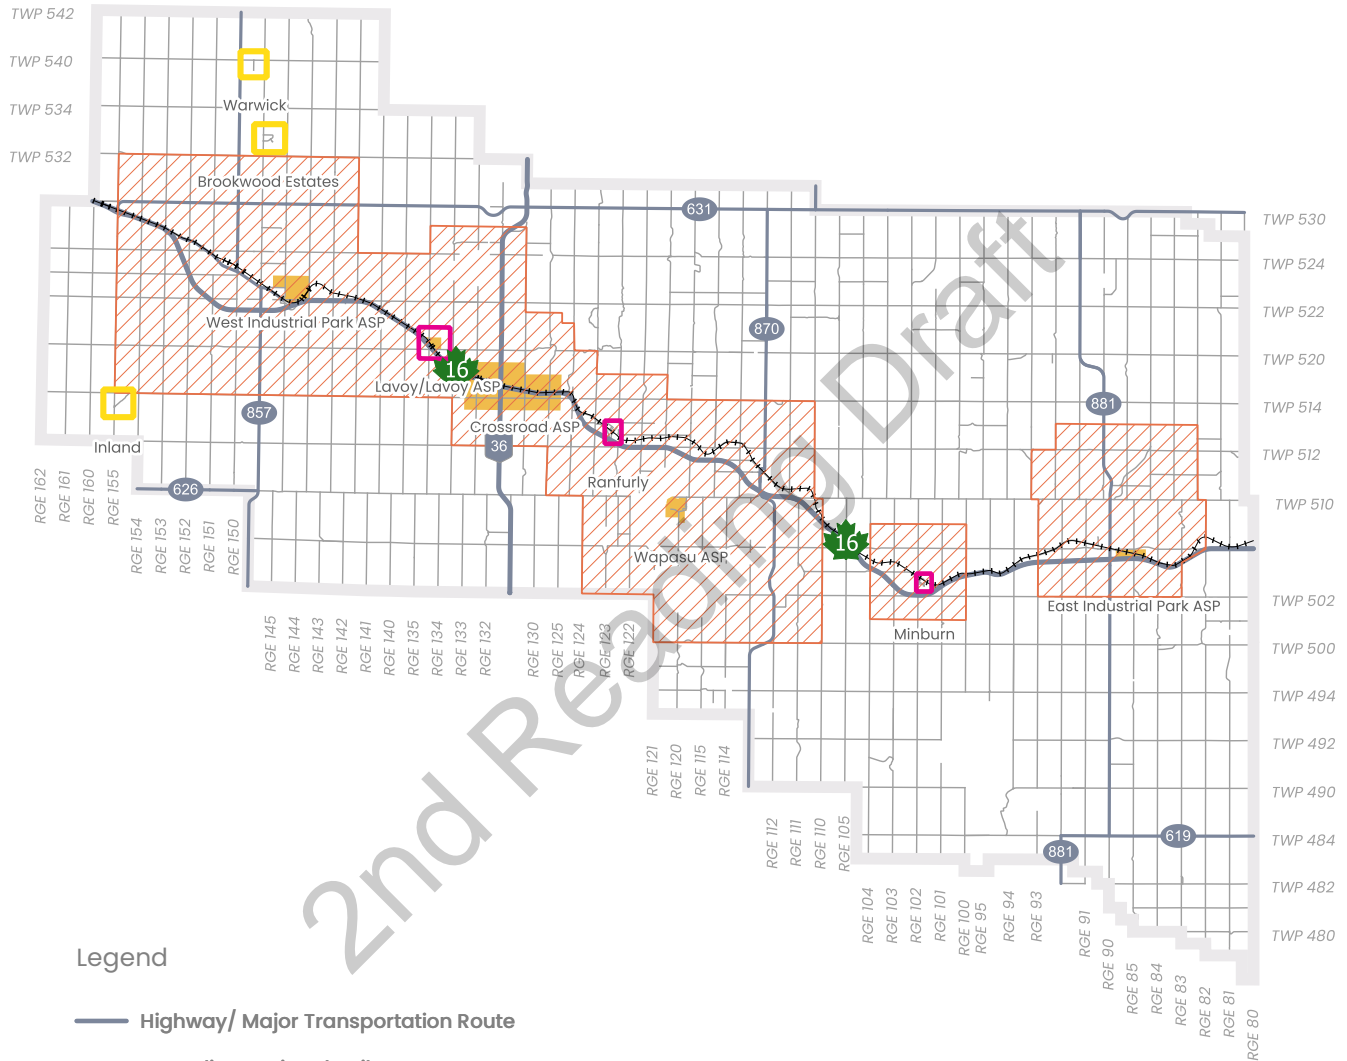 TWP 542
TWP 540
TWP 534
TWP 532
Warwick
Brookwood Estates
631
TWP 530
TWP 524
TWP 522
TWP 520
TWP 514
TWP 512
TWP 510
TWP 502
TWP 500
TWP 494
TWP 492
TWP 490
TWP 484
TWP 482
TWP 480
West Industrial Park ASP
870
16
Lavoy/Lavoy ASP
881
857
Crossroad ASP
36
Inland
Ranfurly
626
16
Wapasu ASP
East Industrial Park ASP
Minburn
619
881
RGE 162
RGE 161
RGE 160
RGE 155
RGE 154
RGE 153
RGE 152
RGE 151
RGE 150
RGE 145
RGE 144
RGE 143
RGE 142
RGE 141
RGE 140
RGE 135
RGE 134
RGE 133
RGE 132
RGE 130
RGE 125
RGE 124
RGE 123
RGE 122
RGE 121
RGE 120
RGE 115
RGE 114
RGE 112
RGE 111
RGE 110
RGE 105
RGE 104
RGE 103
RGE 102
RGE 101
RGE 100
RGE 95
RGE 94
RGE 93
RGE 91
RGE 90
RGE 85
RGE 84
RGE 83
RGE 82
RGE 81
RGE 80
2nd Reading Draft
Legend
Highway/ Major Transportation Route